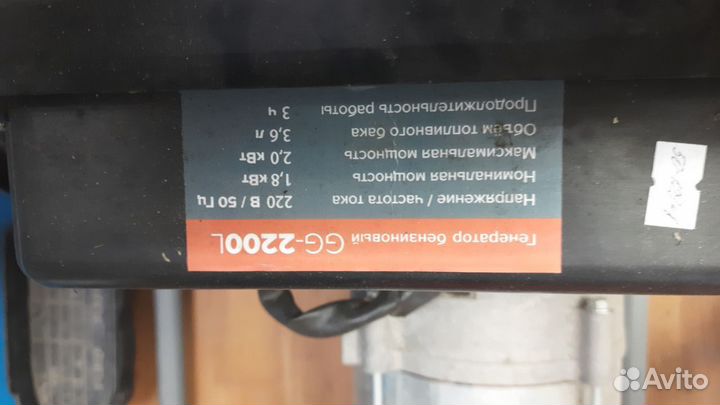 Генератор бензиновый GG-2200L
Напряжение / частота тока 220 В / 50 Гц
Номинальная мощность 1,8 кВт
Максимальная мощность 2,0 кВт
Объем топливного бака 3,6 л
Продолжительность работы 3 ч
Avito